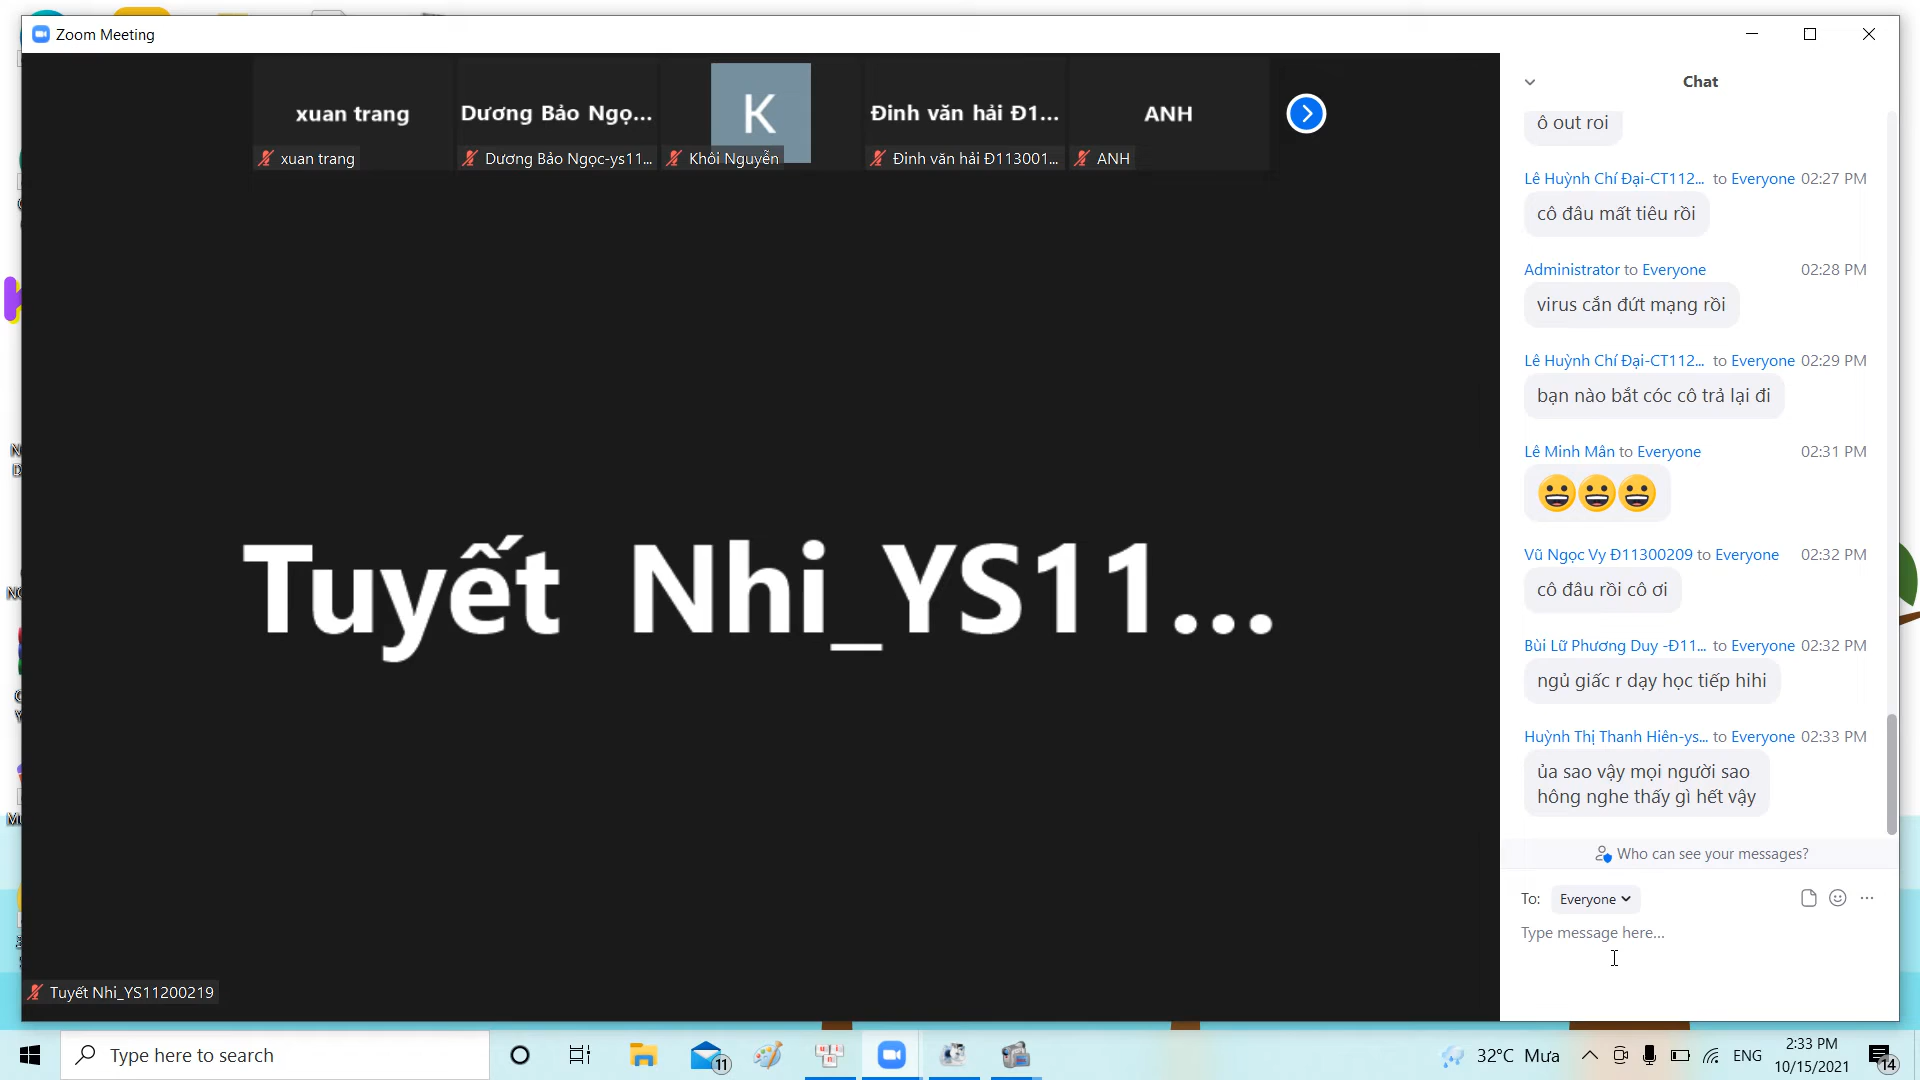 Zoom Meeting
xuan trang
Dương Bảo Ngọ...
K
Đinh văn hải Đ1...
ANH
xuan trang
Dương Bảo Ngọc-ys11...
Khôi Nguyễn
Đinh văn hải Đ113001...
ANH
Tuyết Nhi_YS11...
Tuyết Nhi_YS11200219
Chat
ô out roi
Lê Huỳnh Chí Đại-CT112... to Everyone 02:27 PM
cô đâu mất tiêu rồi
Administrator to Everyone 02:28 PM
virus cắn đứt mạng rồi
Lê Huỳnh Chí Đại-CT112... to Everyone 02:29 PM
bạn nào bắt cóc cô trả lại đi
Lê Minh Mân to Everyone 02:31 PM
😀😀😀
Vũ Ngọc Vy Đ11300209 to Everyone 02:32 PM
cô đâu rồi cô ơi
Bùi Lữ Phương Duy -Đ11... to Everyone 02:32 PM
ngủ giấc r dạy học tiếp hihi
Huỳnh Thị Thanh Hiên-ys... to Everyone 02:33 PM
ủa sao vậy mọi người sao
hông nghe thấy gì hết vậy
Who can see your messages?
To: Everyone
Type message here...
Type here to search
11
32°C Mưa
ENG
2:33 PM
10/15/2021
14